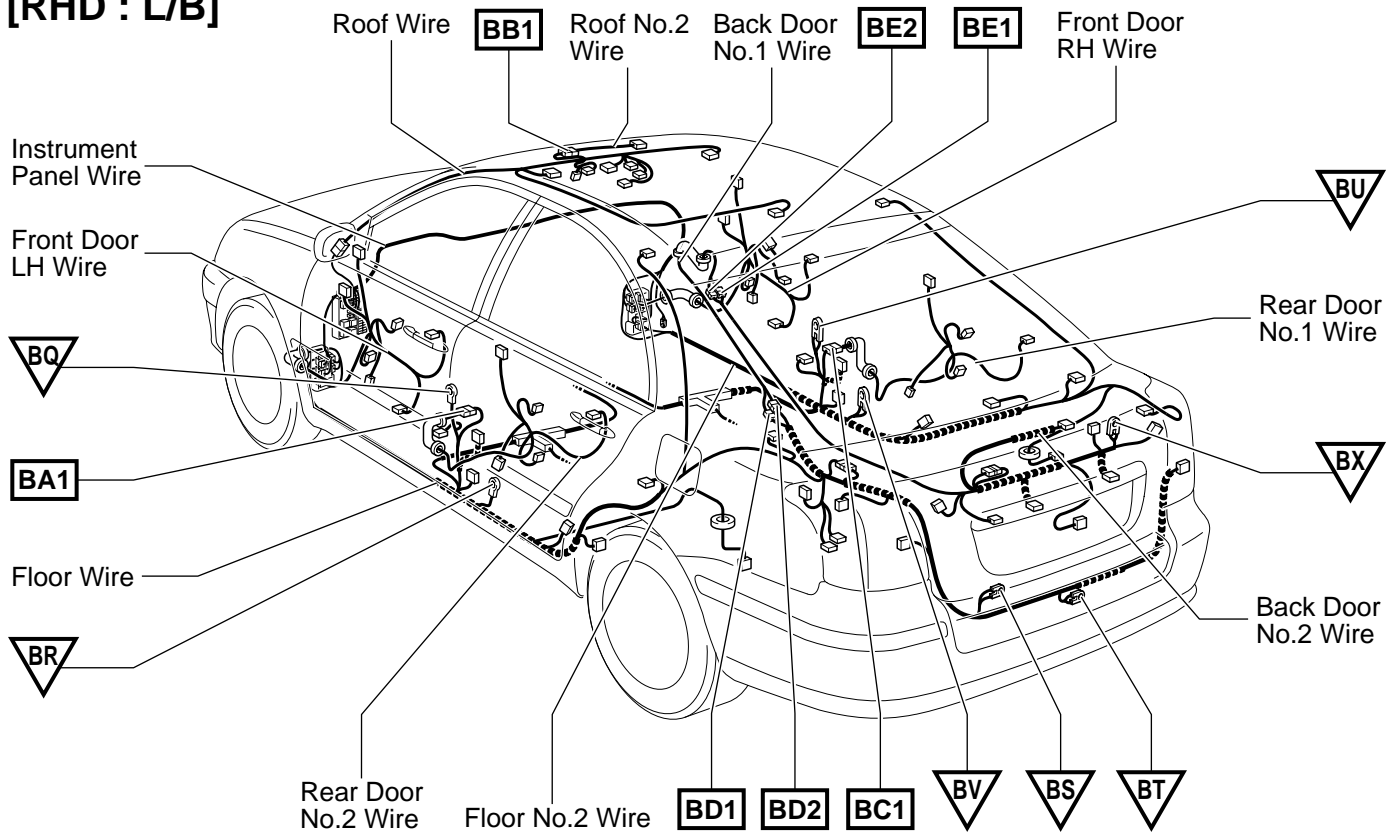 [RHD : L/B]
Roof Wire
BB1
Roof No.2
Wire
Back Door
No.1 Wire
BE2
BE1
Front Door
RH Wire
Instrument
Panel Wire
BU
Front Door
LH Wire
Rear Door
No.1 Wire
BQ
BX
BA1
Floor Wire
Back Door
No.2 Wire
BR
Rear Door
No.2 Wire
Floor No.2 Wire
BD1
BD2
BC1
BV
BS
BT